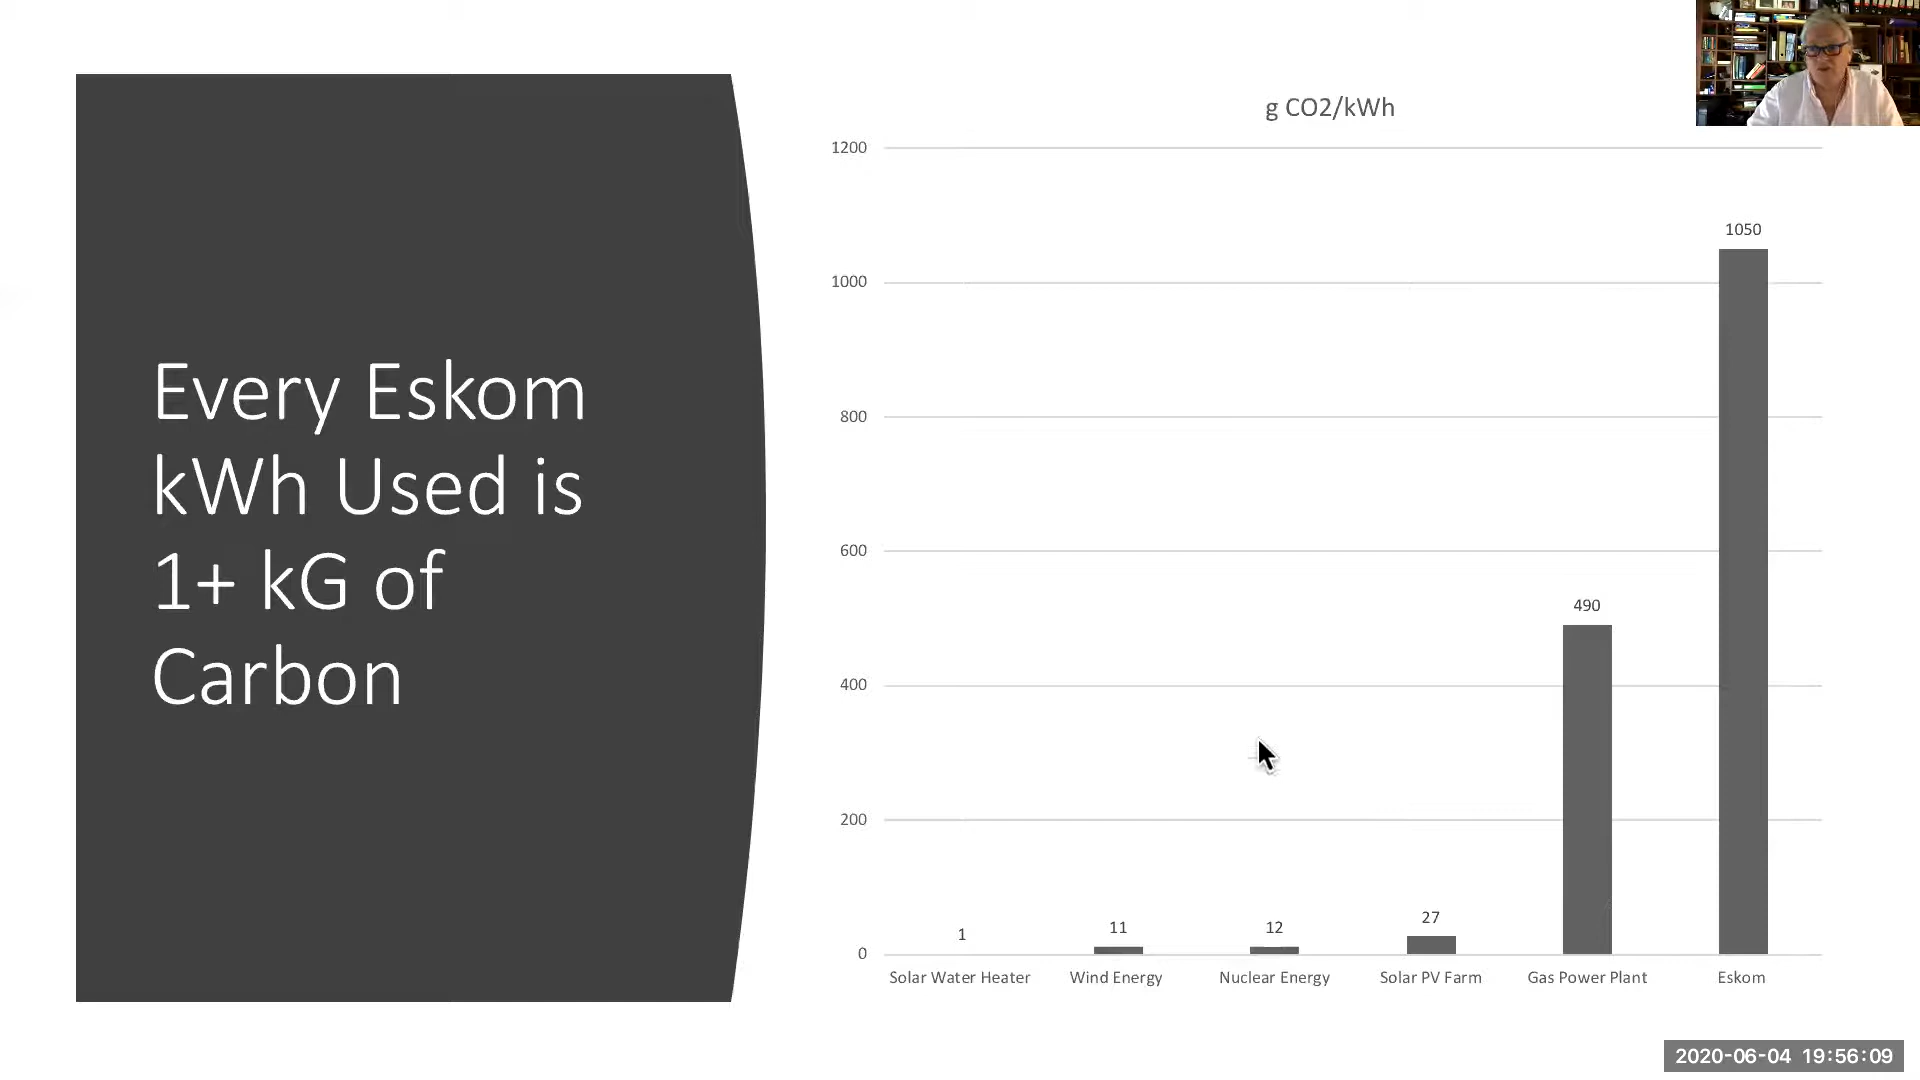 Every Eskom
kWh Used is
1+ kG of
Carbon
g CO2/kWh
1200
1000
800
600
400
200
0
1
11
12
27
490
1050
Solar Water Heater
Wind Energy
Nuclear Energy
Solar PV Farm
Gas Power Plant
Eskom
2020-06-04 19:56:09